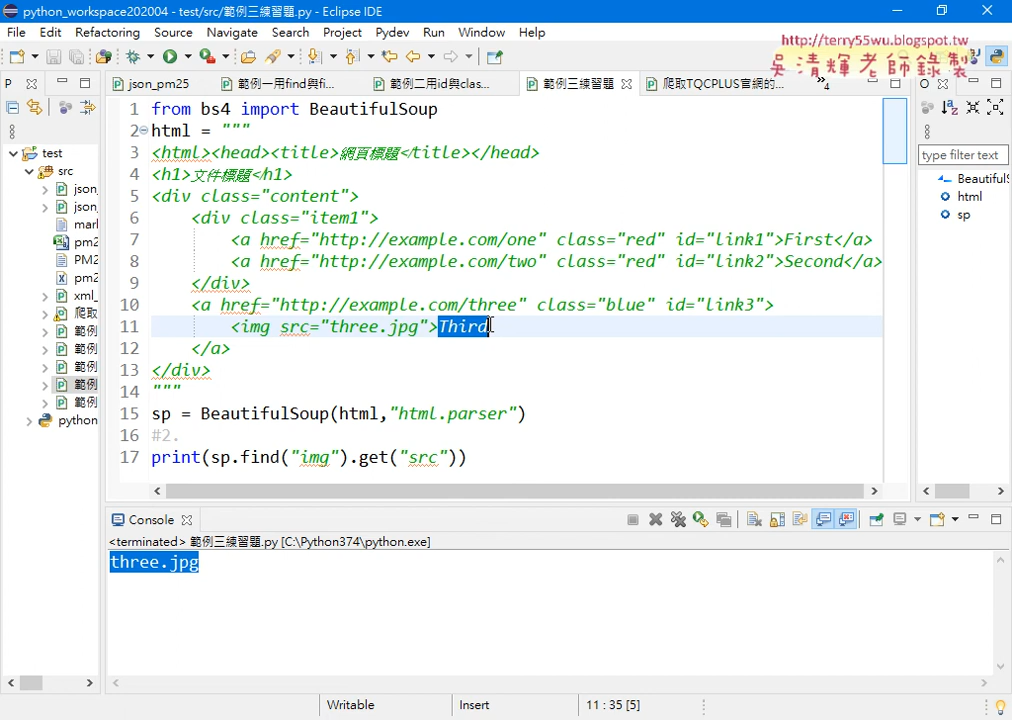 python_workspace202004 - test/src/範例三練習題.py - Eclipse IDE
File Edit Refactoring Source Navigate Search Project Pydev Run Window Help
http://terry55wu.blogspot.tw
吳清輝老師錄製
P
json_pm25
範例一用find與fi...
範例二用id與clas...
範例三練習題
爬取TQCPLUS官網的...
4
O
test
src
json_
json_
marl
pm2
PM2
pm2
xml_
爬取
範例
範例
範例
範例
範例
python
1 from bs4 import BeautifulSoup
2 html = """
3 <html><head><title>網頁標題</title></head>
4 <h1>文件標題</h1>
5 <div class="content">
6 <div class="item1">
7 <a href="http://example.com/one" class="red" id="link1">First</a>
8 <a href="http://example.com/two" class="red" id="link2">Second</a>
9 </div>
10 <a href="http://example.com/three" class="blue" id="link3">
11 <img src="three.jpg">Third
12 </a>
13 </div>
14 """
15 sp = BeautifulSoup(html,"html.parser")
16 #2.
17 print(sp.find("img").get("src"))
type filter text
BeautifulS
html
sp
Console
<terminated> 範例三練習題.py [C:\Python374\python.exe]
three.jpg
Writable Insert 11 : 35 [5]